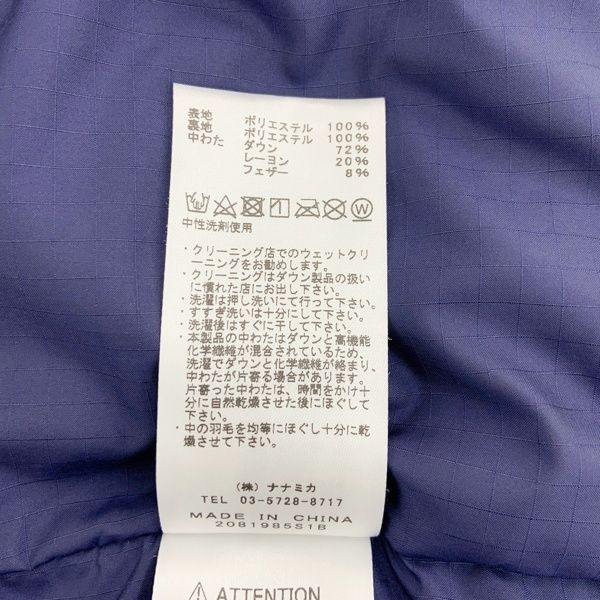 表地 ポリエステル 100%
裏地 ポリエステル 100%
中わた ダウン 72%
レーヨン 20%
フェザー 8%
中性洗剤使用
・クリーニング店でのウェットクリ
ーニングをお勧めします。
・クリーニングはダウン製品の扱い
に慣れた店にお出し下さい。
・洗濯は押し洗いにて行って下さい。
・すすぎ洗いは十分にして下さい。
・洗濯後はすぐに干して下さい。
・本製品の中わたはダウンと高機能
化学繊維が混合されているため、
洗濯でダウンと化学繊維が絡まり、
中わたが片寄る場合があります。
片寄った中わたは、時間をかけ十
分に自然乾燥させた後にほぐして
下さい。
・中の羽毛を均等にほぐし十分に乾
燥させて下さい。
(株) ナナミカ
TEL 03-5728-8717
MADE IN CHINA
2081985S1B
ATTENTION